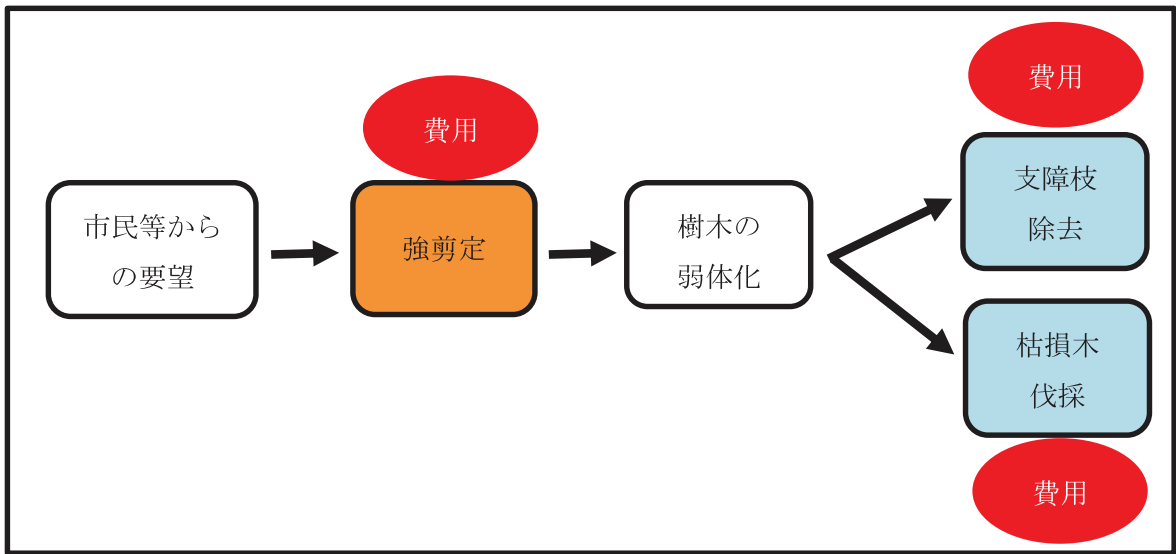 市民等から
の要望
費用
強剪定
樹木の
弱体化
費用
支障枝
除去
枯損木
伐採
費用